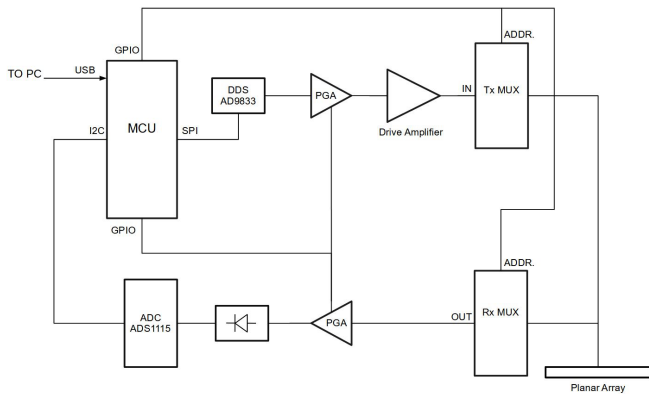 GPIO
ADDR.
TO PC
USB
DDS
AD9833
PGA
IN
Tx MUX
MCU
I2C
SPI
Drive Amplifier
GPIO
ADDR.
ADC
ADS1115
PGA
OUT
Rx MUX
Planar Array